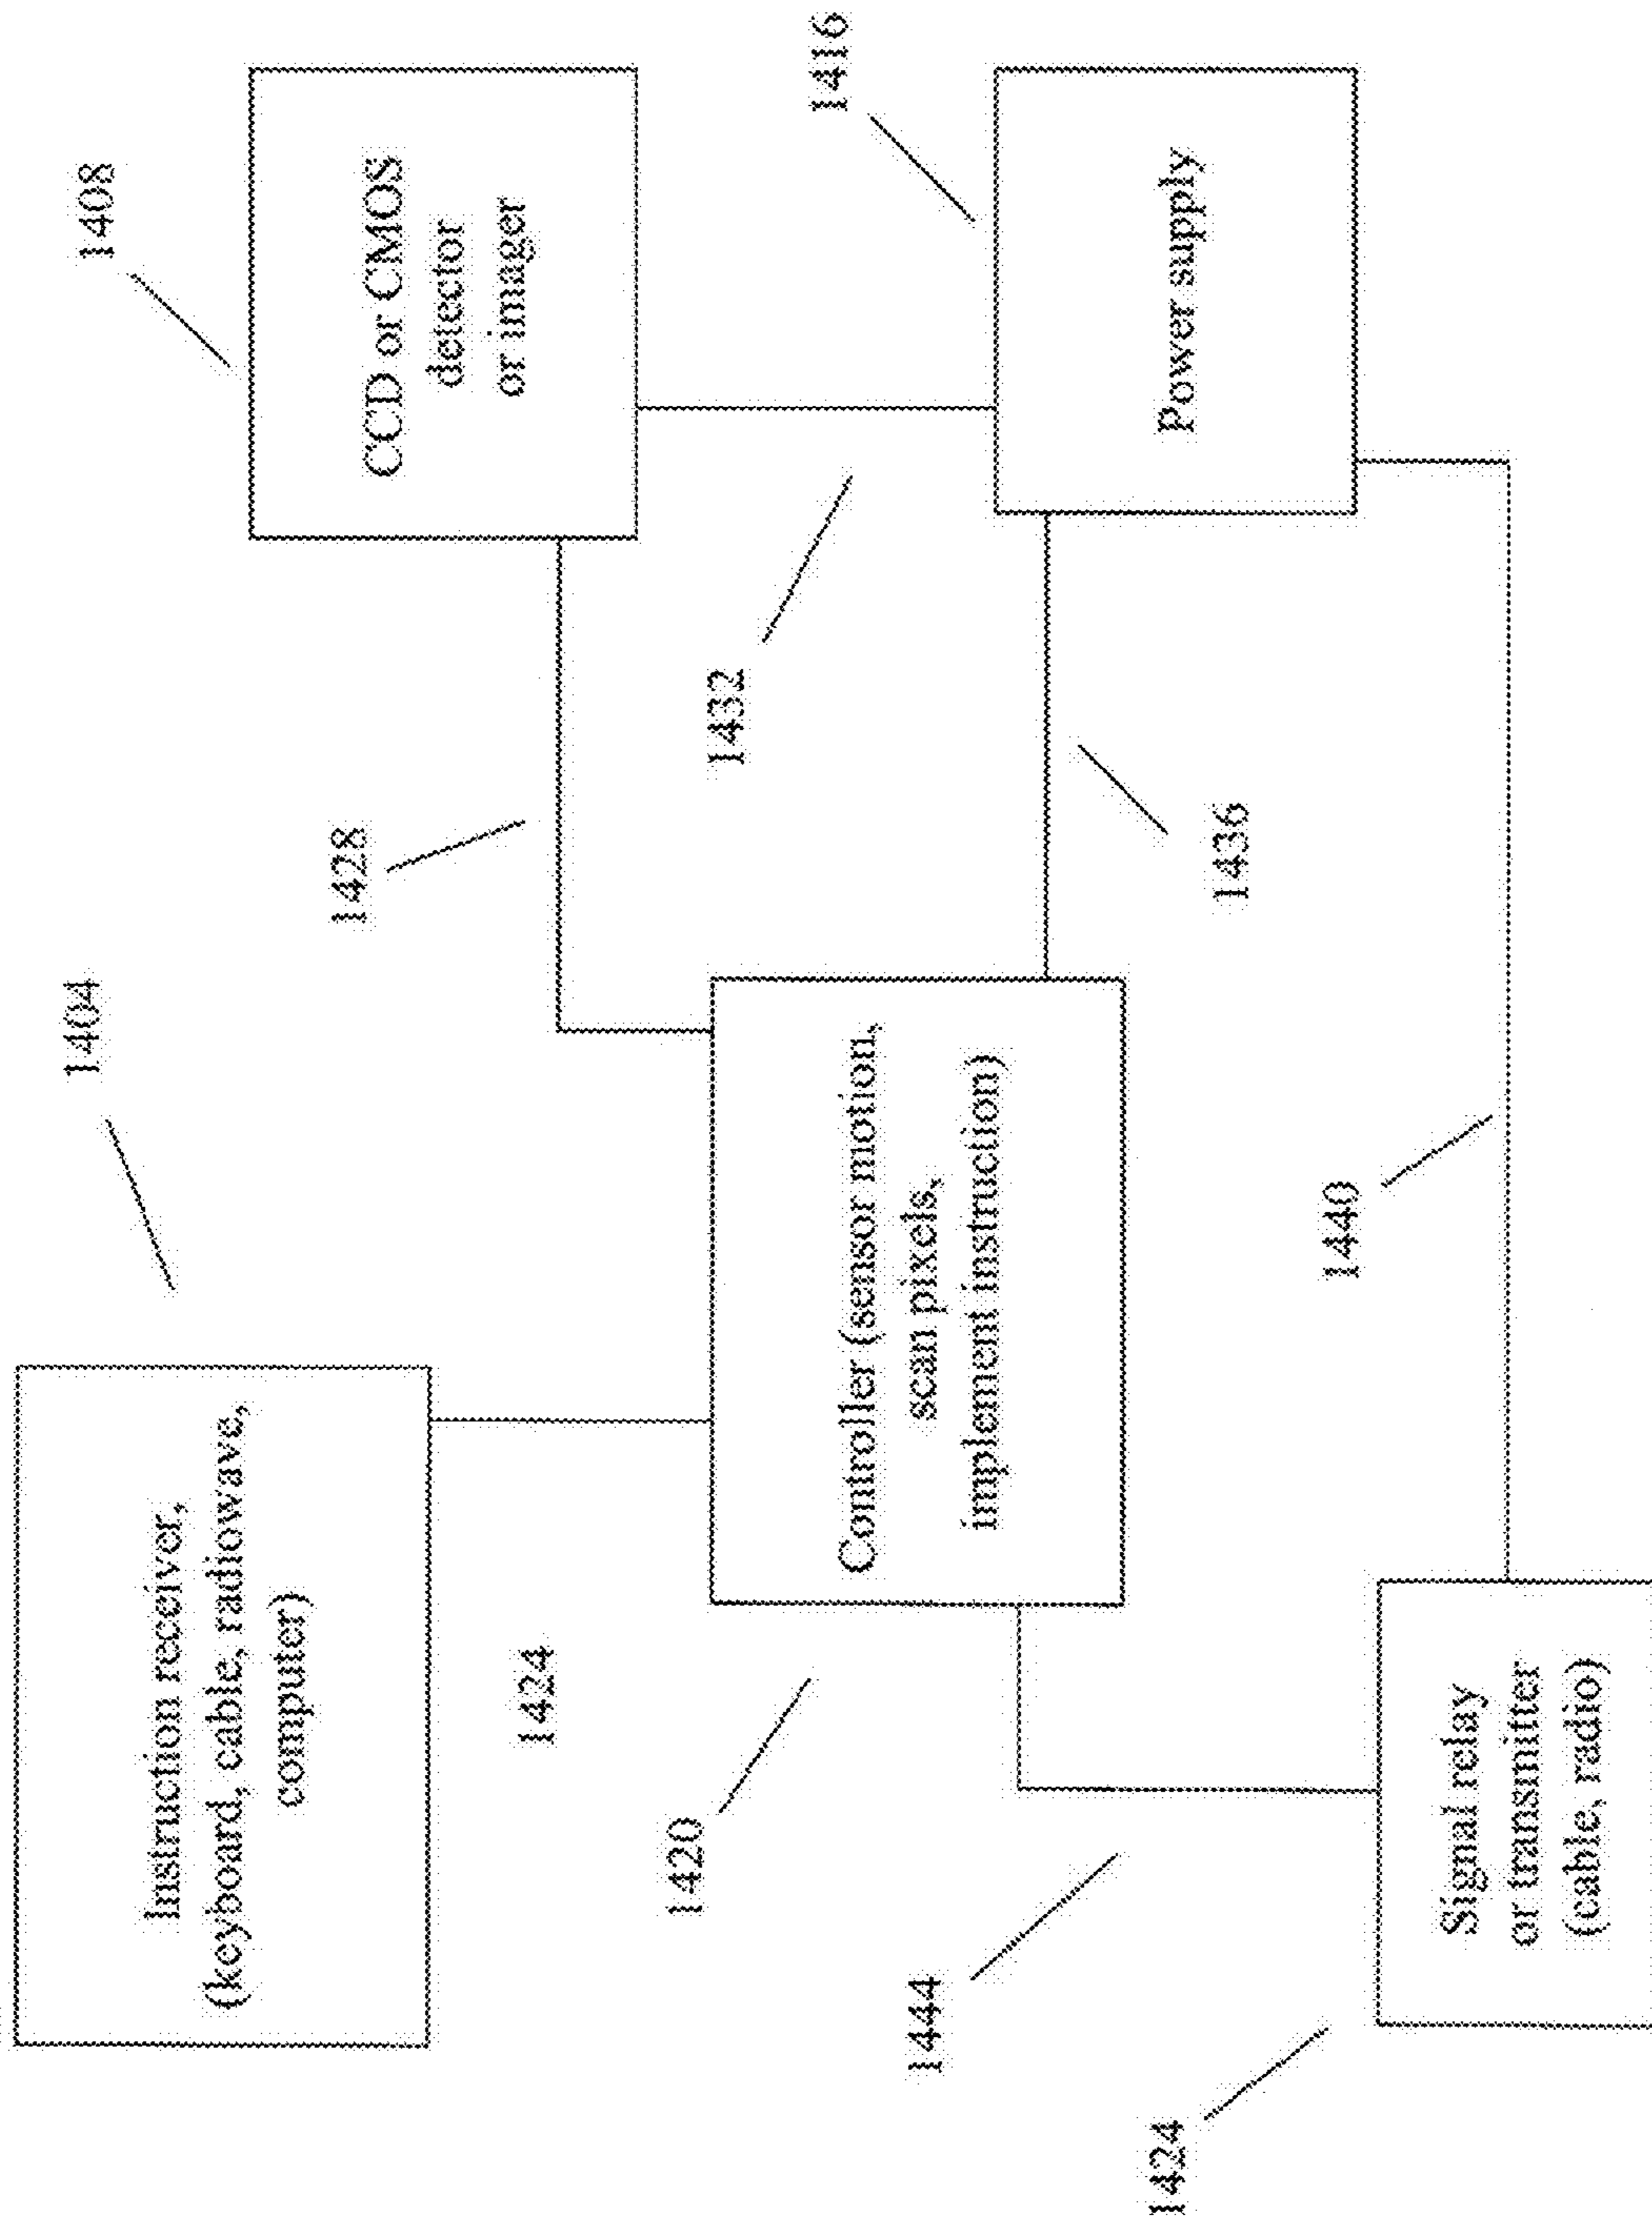 1404
1408
Instruction receiver,
(keyboard, cable, radiowave,
computer)
CCD or CMOS
detector
or imager
1428
1424
1420
1432
1416
Controller (sensor motion,
scan pixels,
implement instruction)
Power supply
1444
1436
1424
1440
Signal relay
or transmitter
(cable, radio)